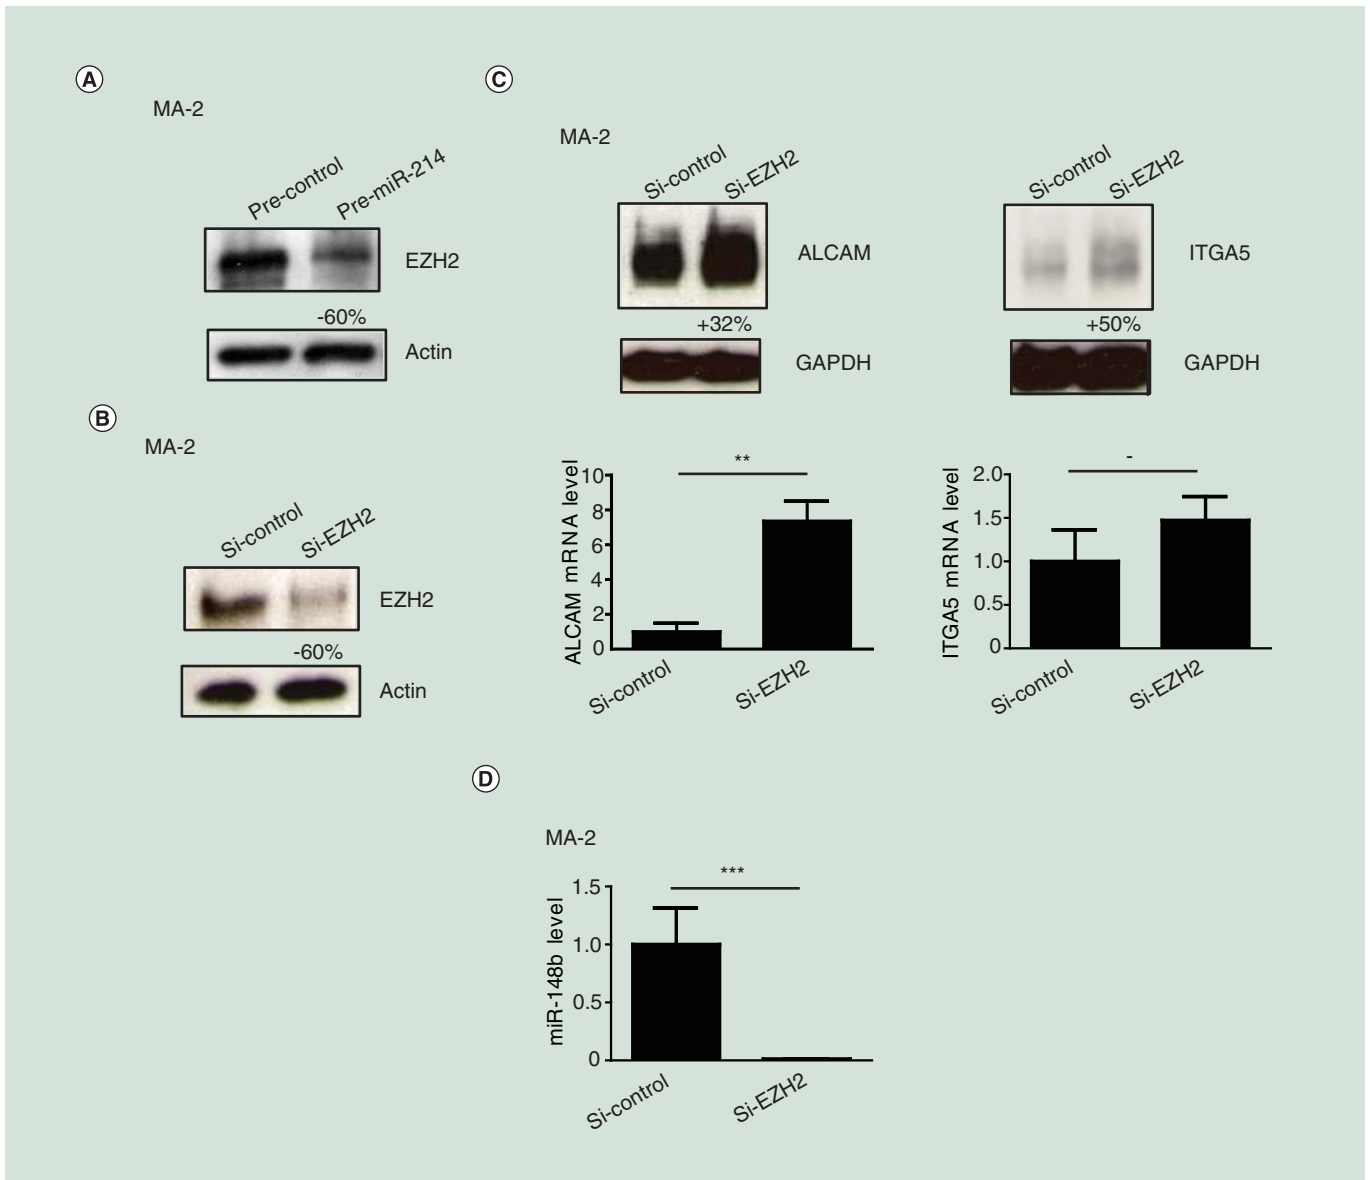 A
MA-2
Pre-control
Pre-miR-214
EZH2
-60%
Actin
B
MA-2
Si-control
Si-EZH2
EZH2
-60%
Actin
C
MA-2
Si-control
Si-EZH2
ALCAM
+32%
GAPDH
Si-control
Si-EZH2
ITGA5
+50%
GAPDH
ALCAM mRNA level
10
8
6
4
2
0
**
Si-control
Si-EZH2
ITGA5 mRNA level
2.0
1.5
1.0
0.5
0
-
Si-control
Si-EZH2
D
MA-2
miR-148b level
1.5
1.0
0.5
0
***
Si-control
Si-EZH2